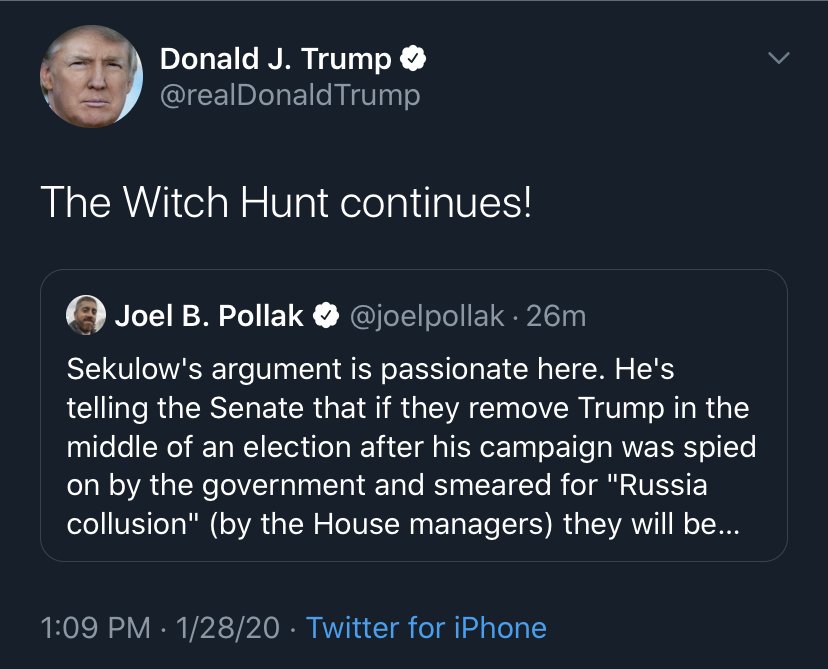 Donald J. Trump
@realDonaldTrump
The Witch Hunt continues!
Joel B. Pollak @joelpollak · 26m
Sekulow's argument is passionate here. He's
telling the Senate that if they remove Trump in the
middle of an election after his campaign was spied
on by the government and smeared for "Russia
collusion" (by the House managers) they will be...
1:09 PM · 1/28/20 · Twitter for iPhone